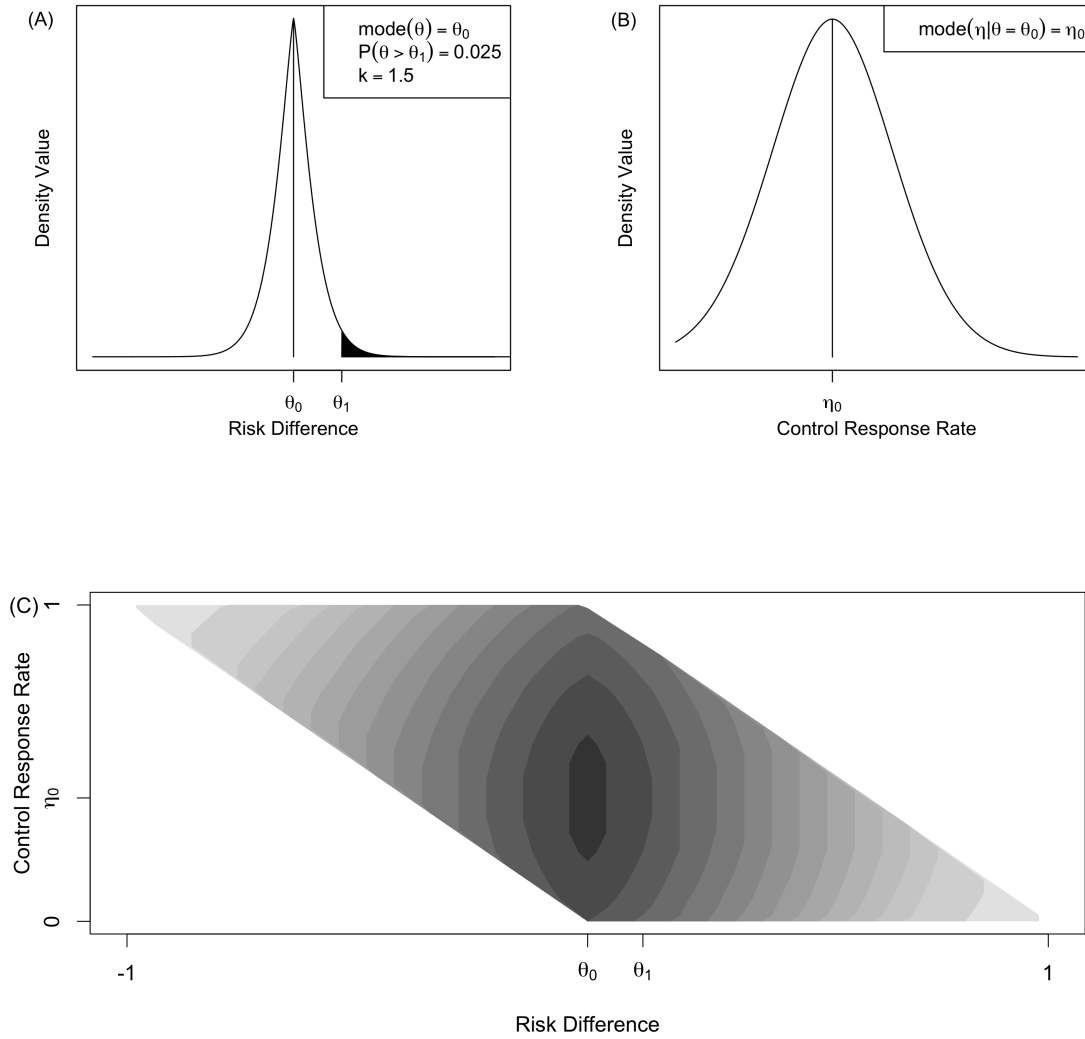 (A)
mode(θ) = θ₀
P(θ > θ₁) = 0.025
k = 1.5
Density Value
θ₀ θ₁
Risk Difference
(B)
mode(η|θ = θ₀) = η₀
Density Value
η₀
Control Response Rate
(C)
Control Response Rate
0 η₀ 1
-1 θ₀ θ₁ 1
Risk Difference